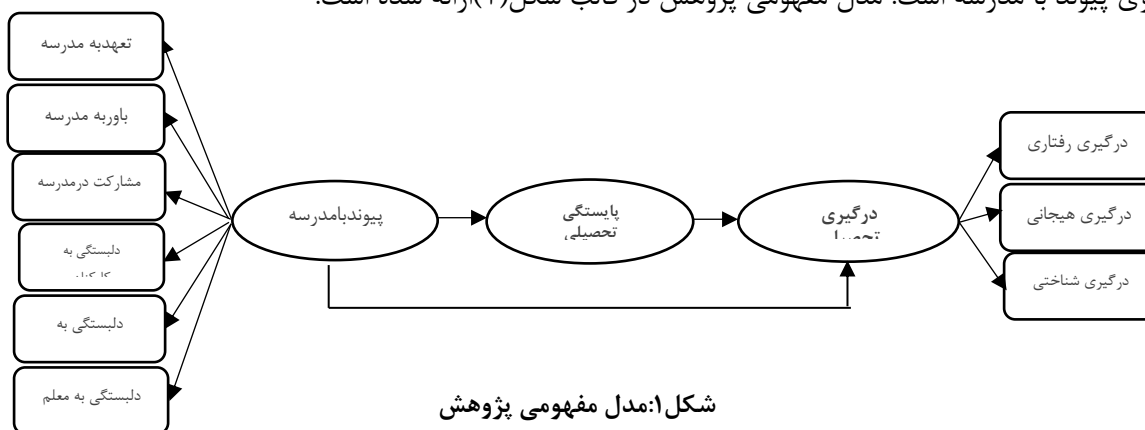 وی پیوند با مدرسه است. مدل مفهومی پژوهش در قالب شکل(۱)ارائه شده است.
تعهدبه مدرسه
باوربه مدرسه
مشارکت درمدرسه
دلبستگی به
دلبستگی به
دلبستگی به معلم
پیوندبامدرسه
پایستگی
تحصیلی
درگیری
درگیری رفتاری
درگیری هیجانی
درگیری شناختی
شکل۱:مدل مفهومی پژوهش